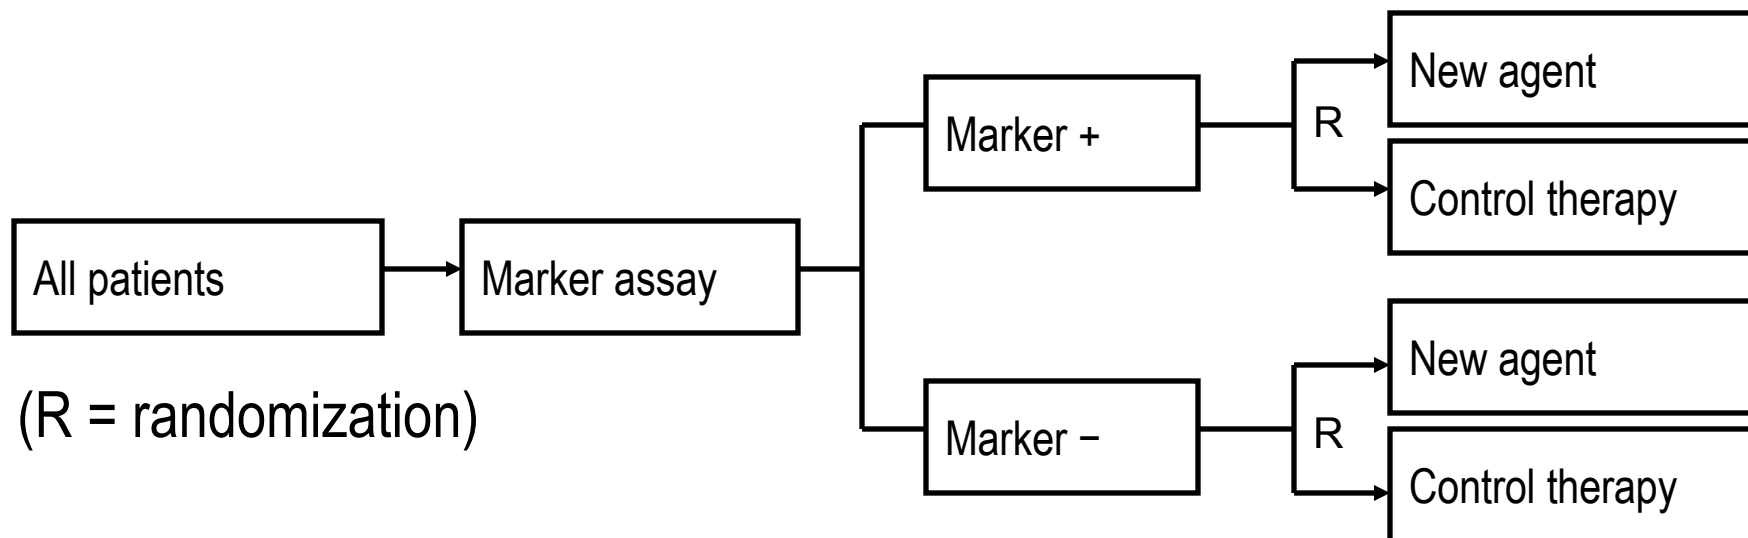 All patients
Marker assay
Marker +
R
New agent
Control therapy
Marker −
R
New agent
Control therapy
(R = randomization)